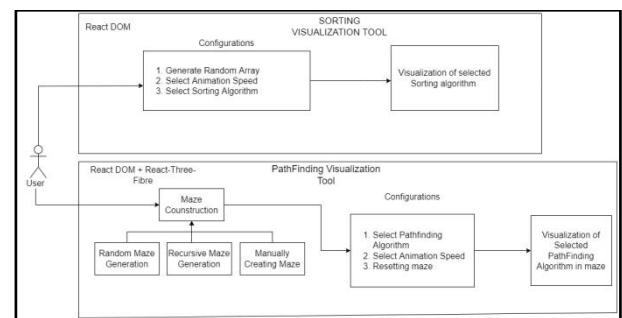 React DOM
SORTING
VISUALIZATION TOOL
Configurations
1. Generate Random Array
2. Select Animation Speed
3. Select Sorting Algorithm
Visualization of selected
Sorting algorithm
User
React DOM + React-Three-
Fibre
PathFinding Visualization
Tool
Maze
Counstruction
Random Maze
Generation
Recursive Maze
Generation
Manually
Creating Maze
Configurations
1. Select Pathfinding
Algorithm
2. Select Animation Speed
3. Resetting maze
Visualization of
Selected
PathFinding
Algorithm in maze